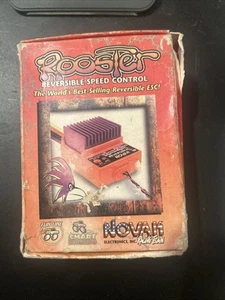 Rooster
REVERSIBLE SPEED CONTROL
The World's Best Selling Reversible ESC!
NOVAK
ELECTRONICS, INC.